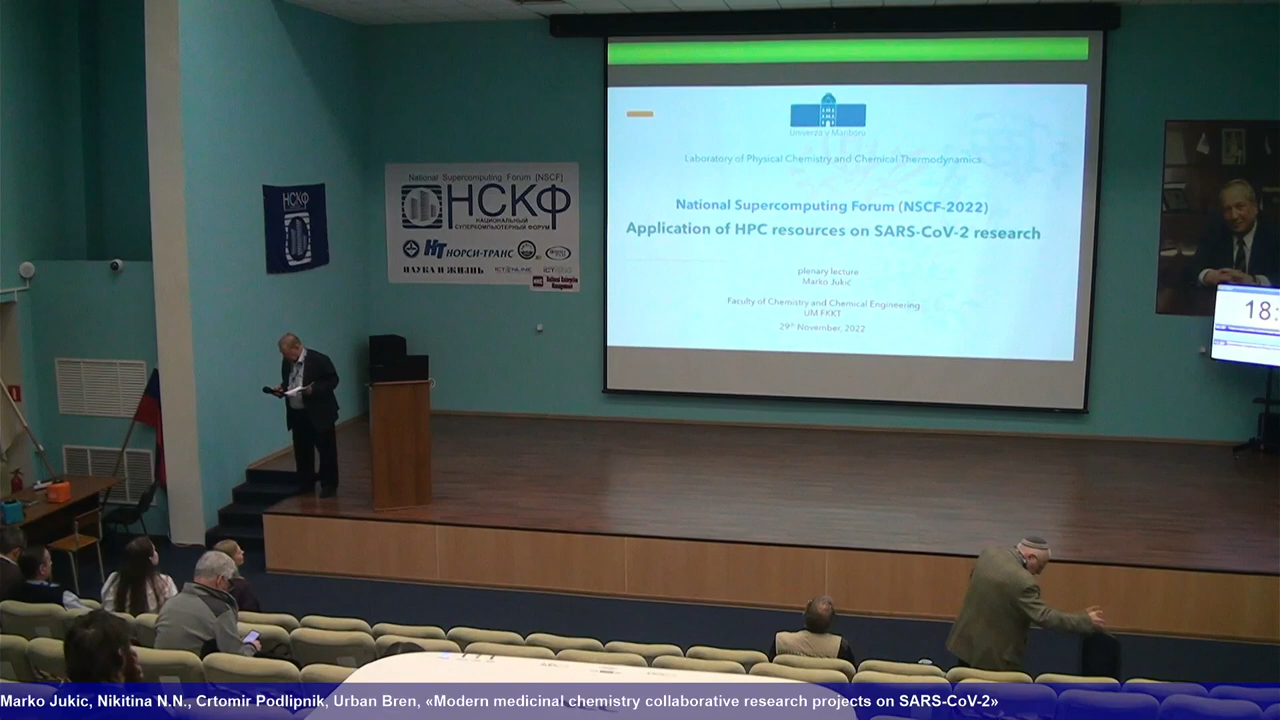 Univerza v Mariboru
Laboratory of Physical Chemistry and Chemical Thermodynamics
National Supercomputing Forum (NSCF-2022)
Application of HPC resources on SARS-CoV-2 research
plenary lecture
Marko Jukic
Faculty of Chemistry and Chemical Engineering
UM FKKT
29th November, 2022
National Supercomputing Forum [NSCF]
НСКФ
НАЦИОНАЛЬНЫЙ
СУПЕРКОМПЬЮТЕРНЫЙ ФОРУМ
НТ НОРСИ-ТРАНС
НАУКА И ЖИЗНЬ
НСКФ
18:
Marko Jukic, Nikitina N.N., Crtomir Podlipnik, Urban Bren, «Modern medicinal chemistry collaborative research projects on SARS-CoV-2»